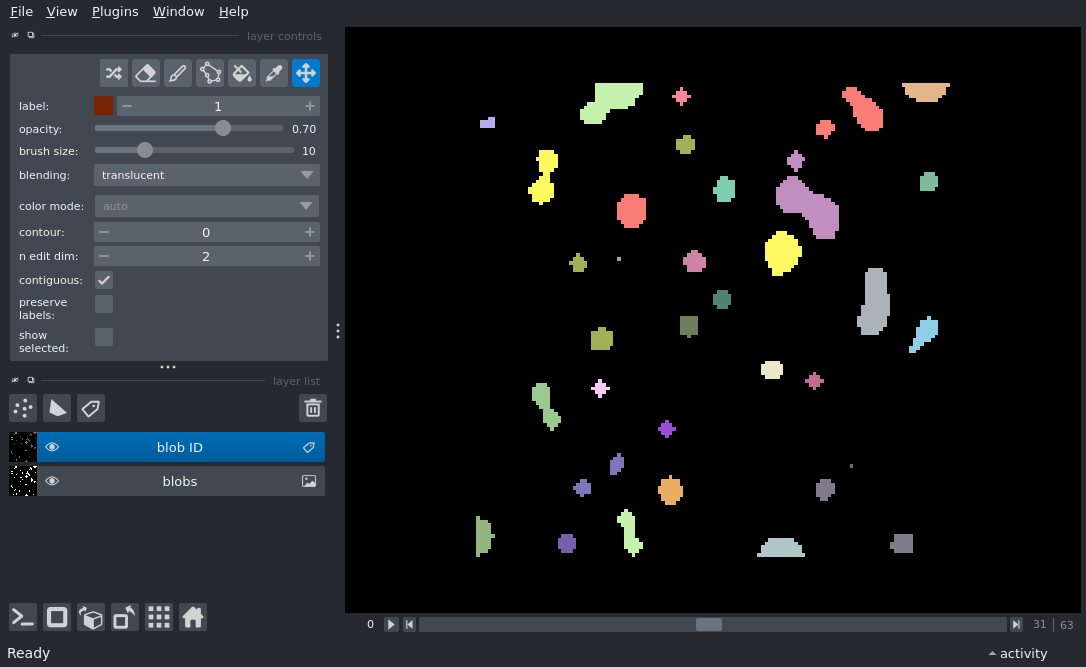 File View Plugins Window Help
layer controls
label: 1
opacity: 0.70
brush size: 10
blending: translucent
color mode: auto
contour: 0
n edit dim: 2
contiguous:
preserve
labels:
show
selected:
layer list
blob ID
blobs
0 31 63
Ready activity